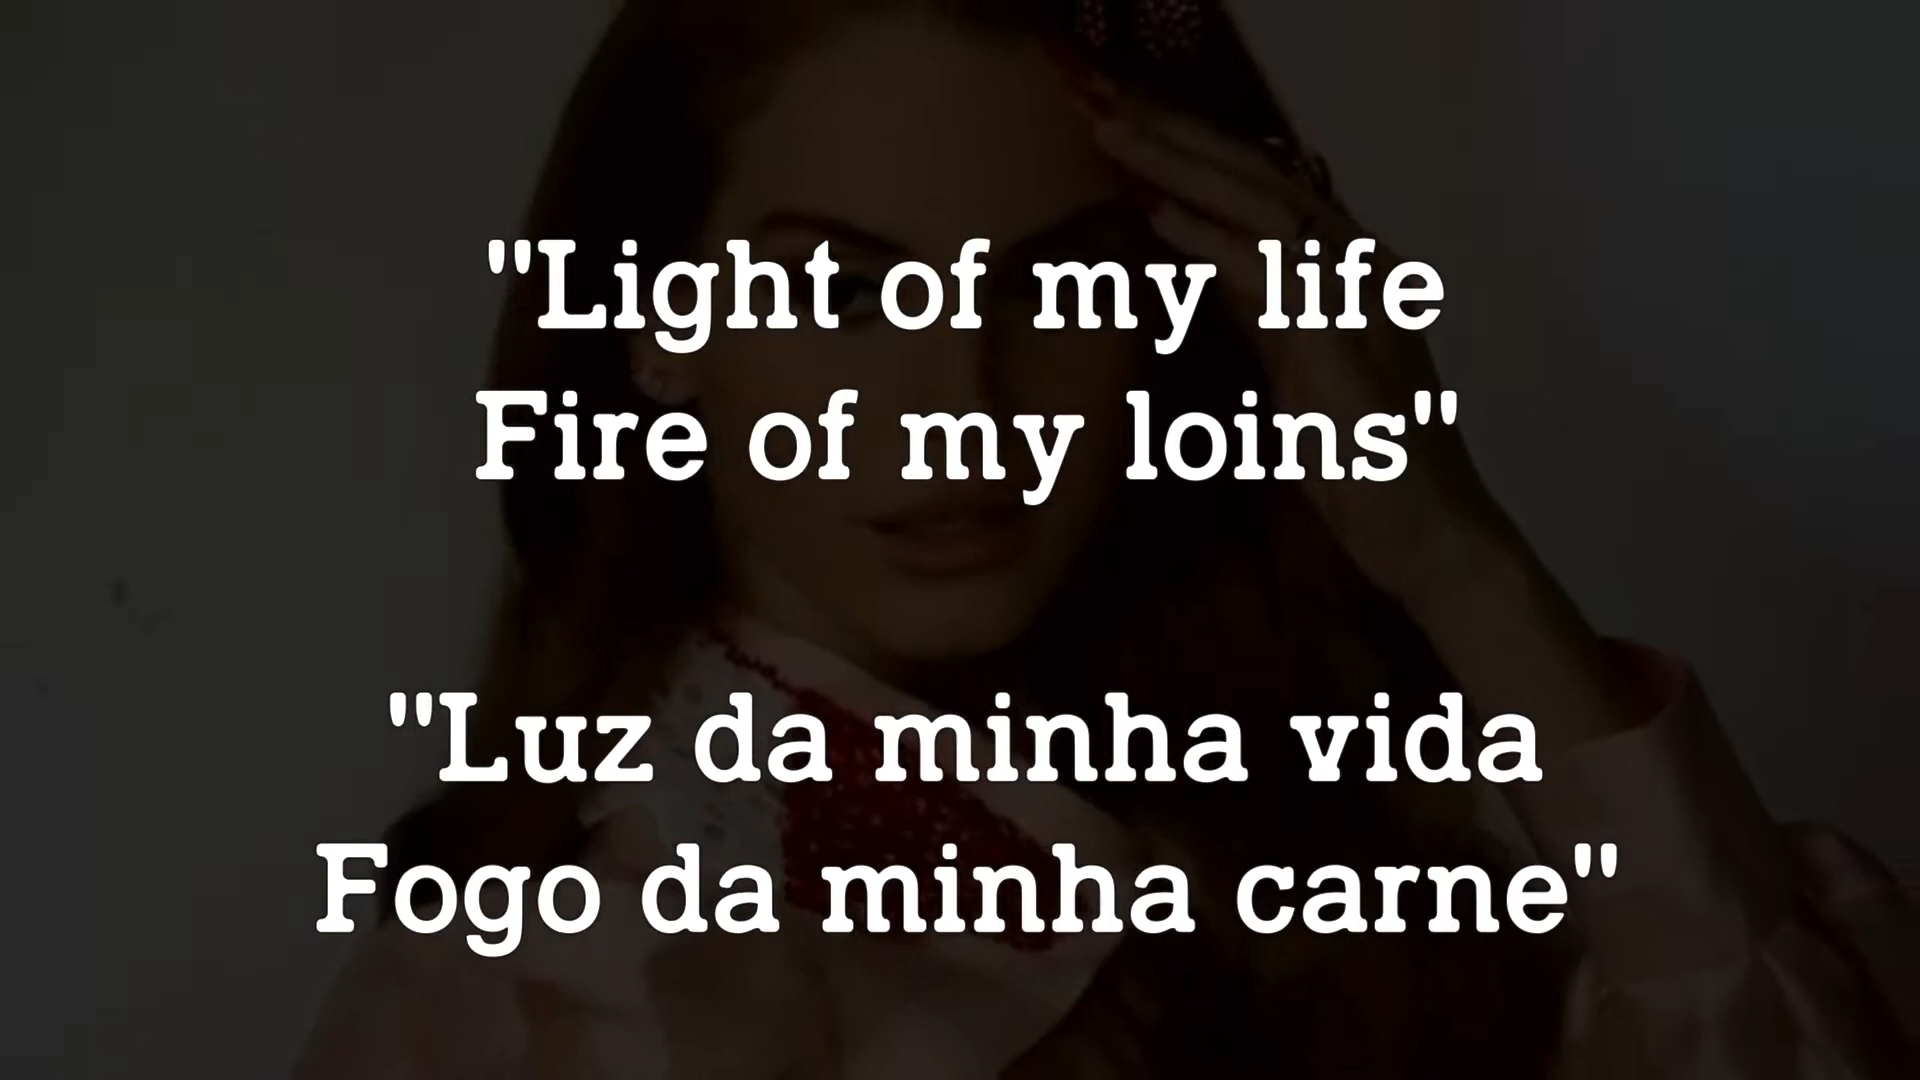 "Light of my life
Fire of my loins"
"Luz da minha vida
Fogo da minha carne"